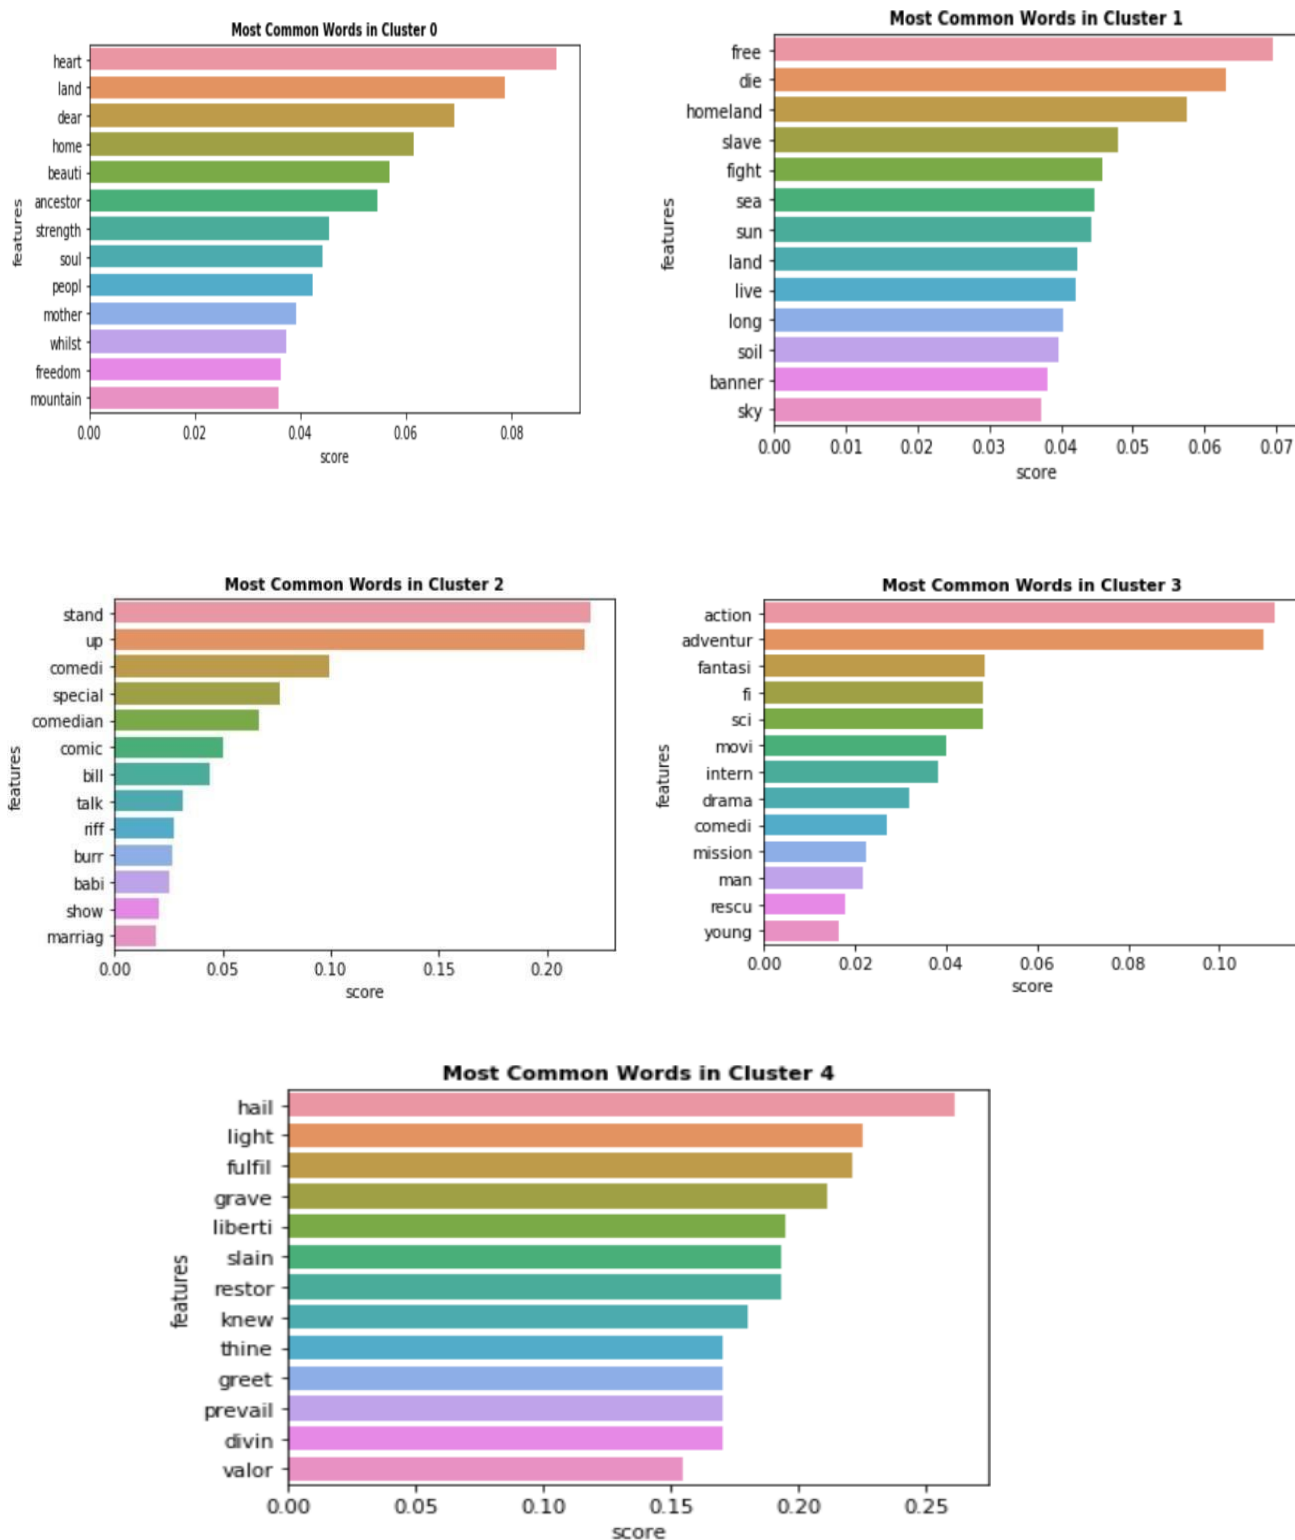 Most Common Words in Cluster 0
features
heart
land
dear
home
beauti
ancestor
strength
soul
peopl
mother
whilst
freedom
mountain
0.00 0.02 0.04 0.06 0.08
score
Most Common Words in Cluster 1
features
free
die
homeland
slave
fight
sea
sun
land
live
long
soil
banner
sky
0.00 0.01 0.02 0.03 0.04 0.05 0.06 0.07
score
Most Common Words in Cluster 2
features
stand
up
comedi
special
comedian
comic
bill
talk
riff
burr
babi
show
marriag
0.00 0.05 0.10 0.15 0.20
score
Most Common Words in Cluster 3
features
action
adventur
fantasi
fi
sci
movi
intern
drama
comedi
mission
man
rescu
young
0.00 0.02 0.04 0.06 0.08 0.10
score
Most Common Words in Cluster 4
features
hail
light
fulfil
grave
liberti
slain
restor
knew
thine
greet
prevail
divin
valor
0.00 0.05 0.10 0.15 0.20 0.25
score